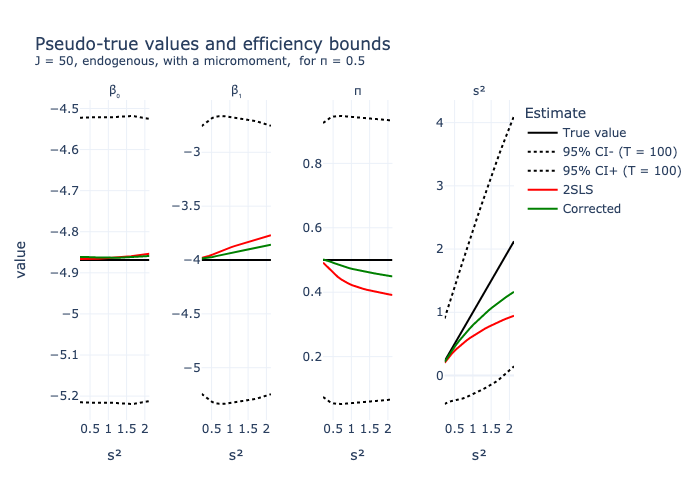 Pseudo-true values and efficiency bounds
J = 50, endogenous, with a micromoment, for π = 0.5
β₀
β₁
π
s²
value
−4.5
−4.6
−4.7
−4.8
−4.9
−5
−5.1
−5.2
0.5 1 1.5 2
s²
−3
−3.5
−4
−4.5
−5
0.5 1 1.5 2
s²
0.8
0.6
0.4
0.2
0.5 1 1.5 2
s²
4
3
2
1
0
0.5 1 1.5 2
s²
Estimate
True value
95% CI- (T = 100)
95% CI+ (T = 100)
2SLS
Corrected